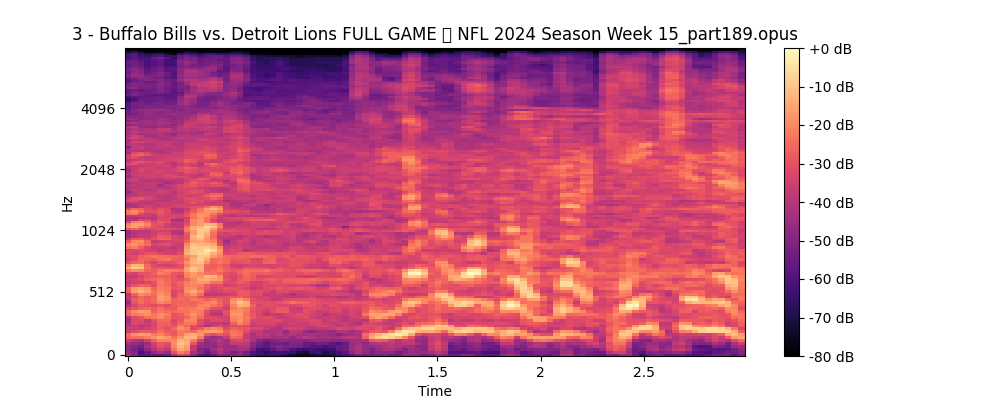 3 - Buffalo Bills vs. Detroit Lions FULL GAME ▯ NFL 2024 Season Week 15_part189.opus
+0 dB
4096
-10 dB
-20 dB
2048
-30 dB
Hz
1024
-40 dB
-50 dB
512
-60 dB
-70 dB
0
-80 dB
0 0.5 1 1.5 2 2.5
Time